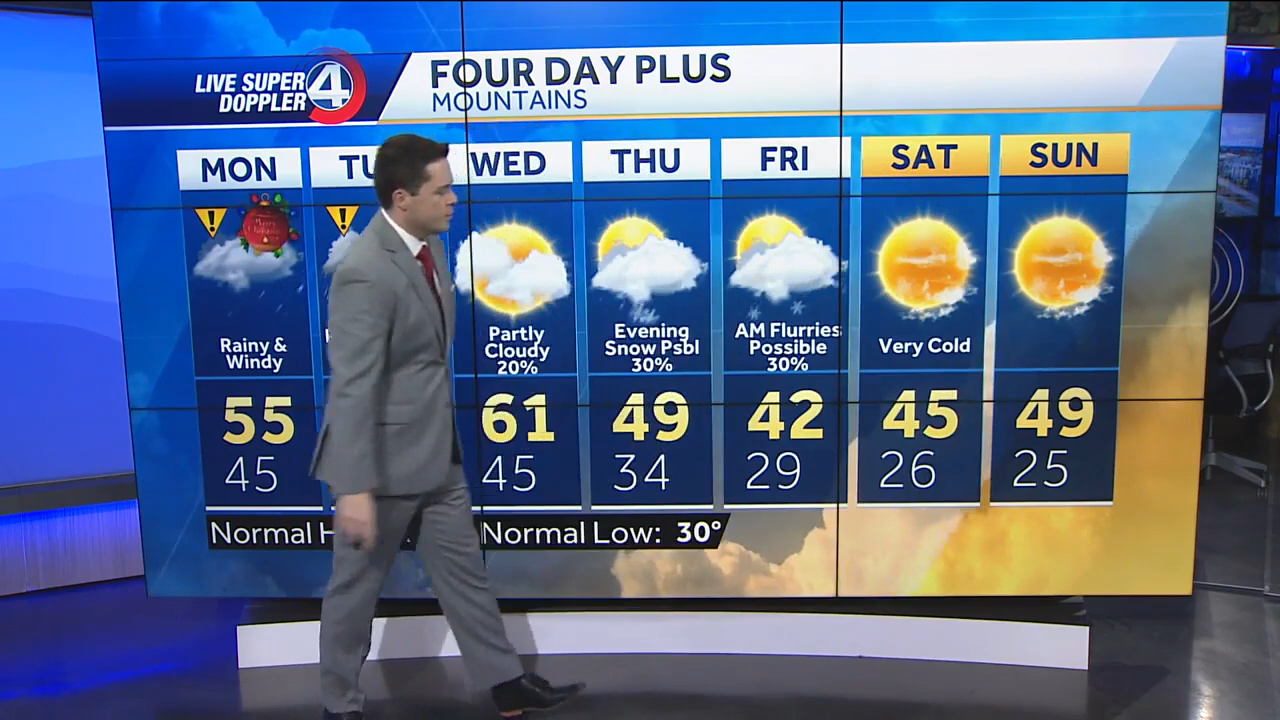 LIVE SUPER
DOPPLER 4
FOUR DAY PLUS
MOUNTAINS
MON
TU
WED
THU
FRI
SAT
SUN
Rainy &
Windy
Partly
Cloudy
20%
Evening
Snow Psbl
30%
AM Flurries
Possible
30%
Very Cold
55
61
49
42
45
49
45
45
34
29
26
25
Normal H
Normal Low: 30°